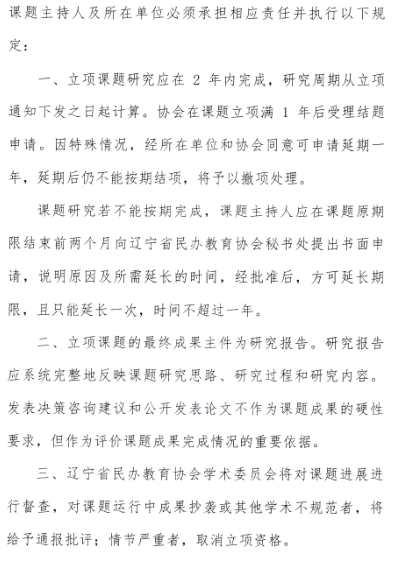 课题主持人及所在单位必须承担相应责任并执行以下规
定：
一、立项课题研究应在 2 年内完成，研究周期从立项
通知下发之日起计算。协会在课题立项满 1 年后受理结题
申请。因特殊情况，经所在单位和协会同意可申请延期一
年，延期后仍不能按期结项，将予以撤项处理。
课题研究若不能按期完成，课题主持人应在课题原期
限结束前两个月向辽宁省民办教育协会秘书处提出书面申
请，说明原因及所需延长的时间，经批准后，方可延长期
限，且只能延长一次，时间不超过一年。
二、立项课题的最终成果主件为研究报告。研究报告
应系统完整地反映课题研究思路、研究过程和研究内容。
发表决策咨询建议和公开发表论文不作为课题成果的硬性
要求，但作为评价课题成果完成情况的重要依据。
三、辽宁省民办教育协会学术委员会将对课题进展进
行督查，对课题运行中成果抄袭或其他学术不规范者，将
给予通报批评；情节严重者，取消立项资格。